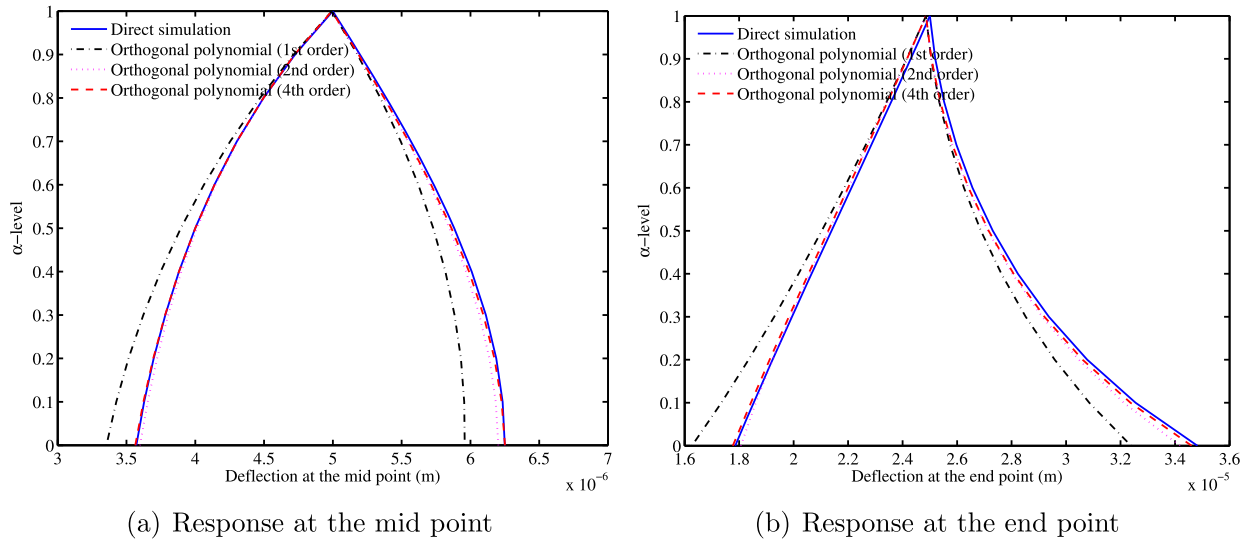 1
0.9
0.8
0.7
0.6
0.5
0.4
0.3
0.2
0.1
0
α−level
Direct simulation
Orthogonal polynomial (1st order)
Orthogonal polynomial (2nd order)
Orthogonal polynomial (4th order)
3 3.5 4 4.5 5 5.5 6 6.5 7
Deflection at the mid point (m)
x 10⁻⁶
(a) Response at the mid point
1
0.9
0.8
0.7
0.6
0.5
0.4
0.3
0.2
0.1
0
α−level
Direct simulation
Orthogonal polynomial (1st order)
Orthogonal polynomial (2nd order)
Orthogonal polynomial (4th order)
1.6 1.8 2 2.2 2.4 2.6 2.8 3 3.2 3.4 3.6
Deflection at the end point (m)
x 10⁻⁵
(b) Response at the end point